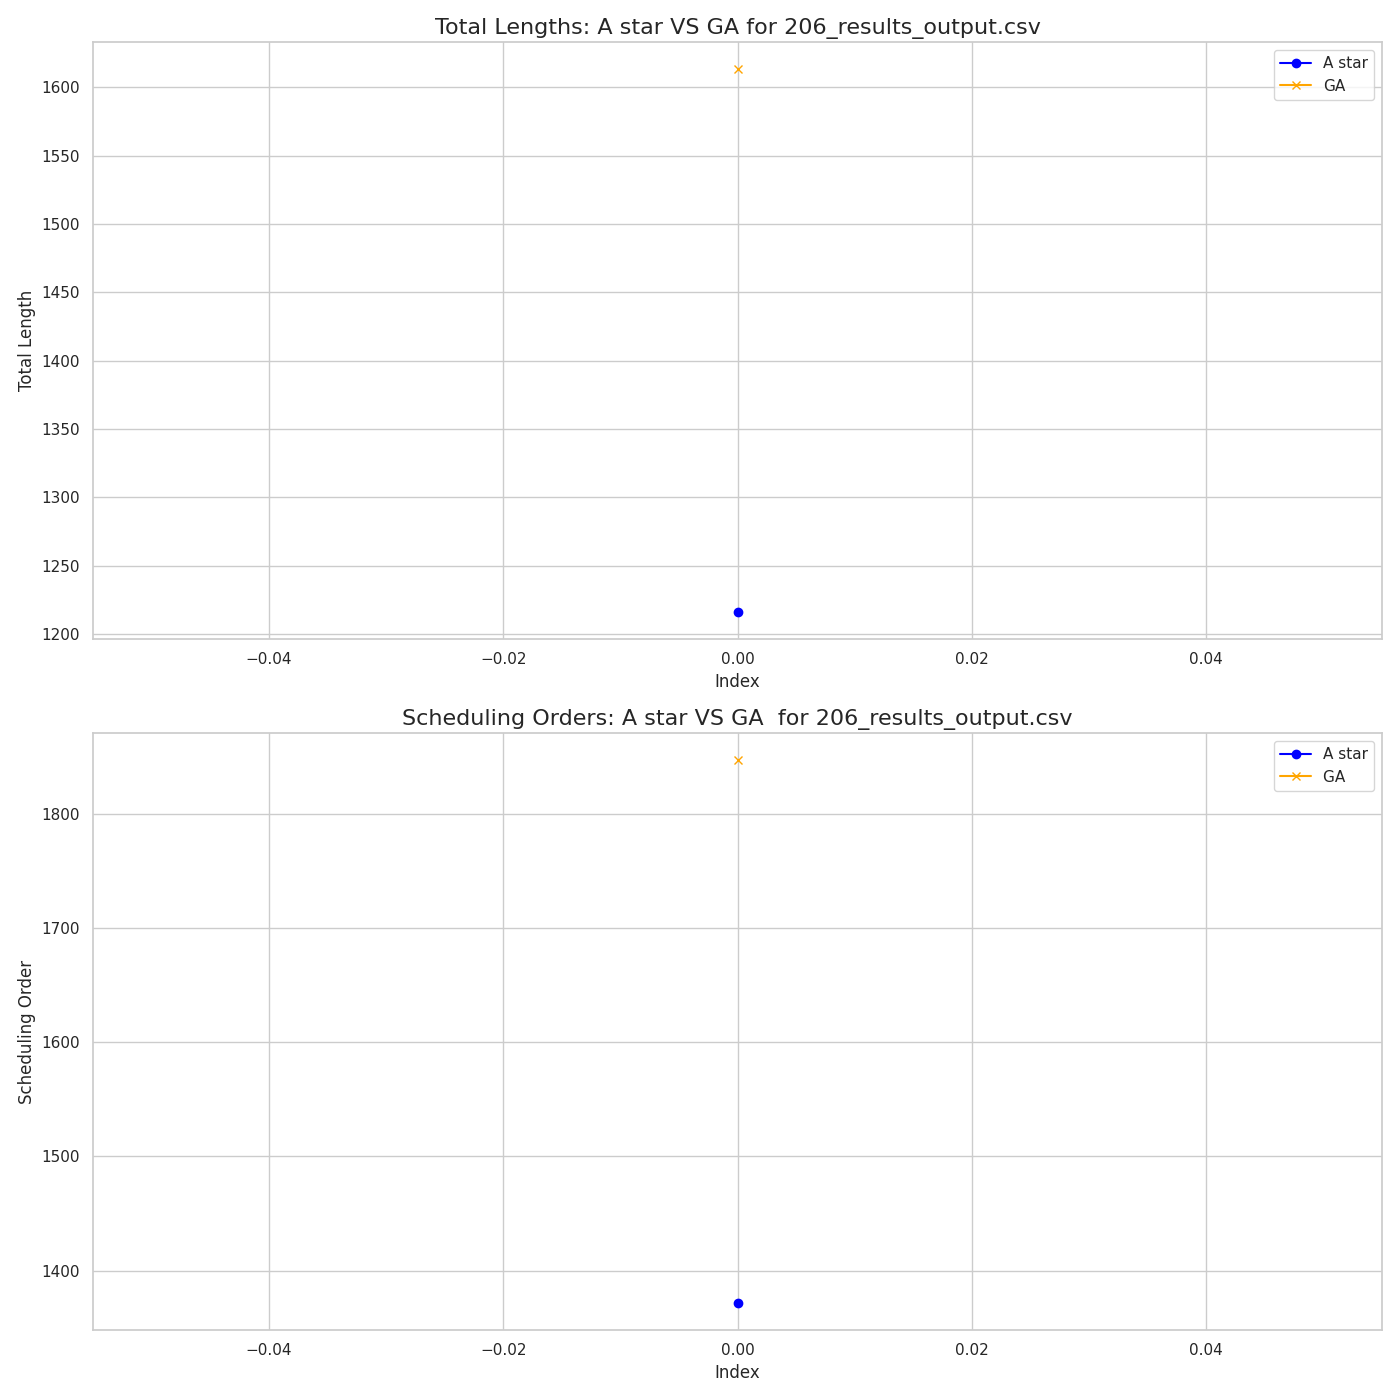 Total Lengths: A star VS GA for 206_results_output.csv
A star
GA
1600
1550
1500
1450
1400
1350
1300
1250
1200
Total Length
−0.04
−0.02
0.00
0.02
0.04
Index
Scheduling Orders: A star VS GA  for 206_results_output.csv
A star
GA
1800
1700
1600
1500
1400
Scheduling Order
−0.04
−0.02
0.00
0.02
0.04
Index